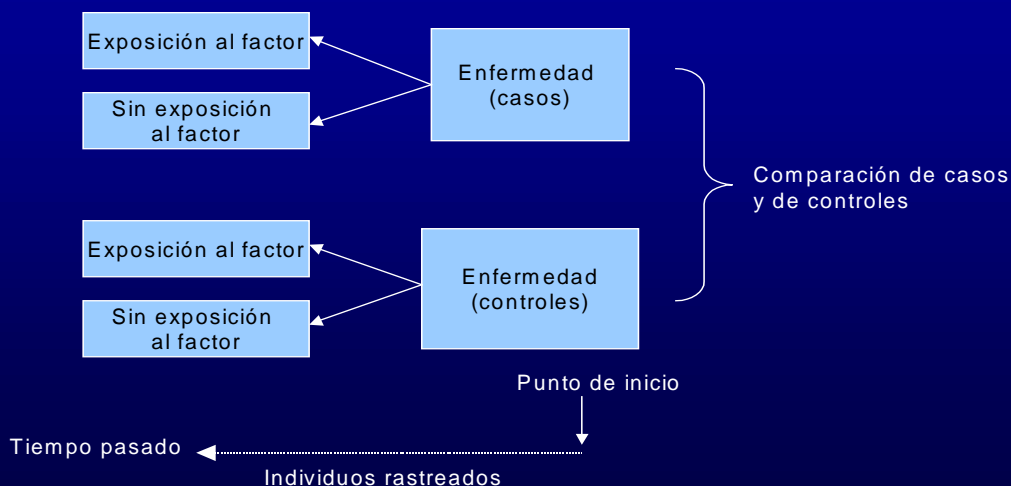 Exposición al factor
Enfermedad
(casos)
Sin exposición
al factor
Comparación de casos
y de controles
Exposición al factor
Enfermedad
(controles)
Sin exposición
al factor
Punto de inicio
Tiempo pasado
Individuos rastreados